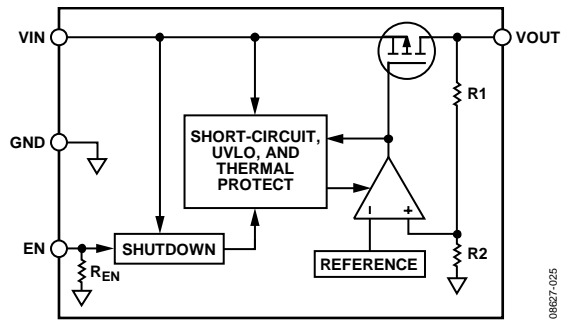 VIN
VOUT
R1
GND
SHORT-CIRCUIT,
UVLO, AND
THERMAL
PROTECT
EN
SHUTDOWN
REN
REFERENCE
R2
08627-025